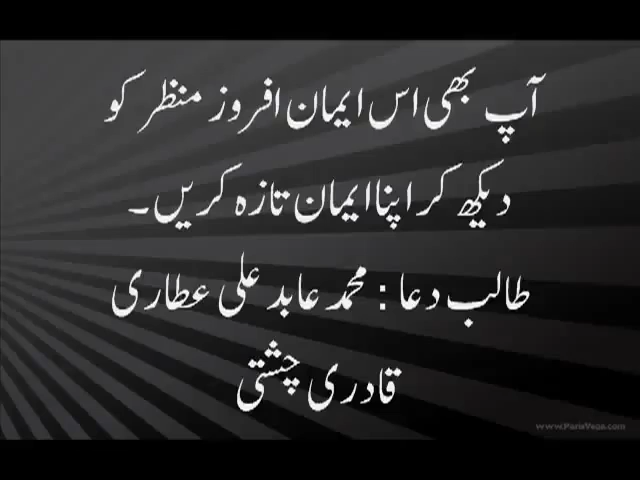 آپ بھی اس ایمان افروز منظر کو
دیکھ کر اپنا ایمان تازہ کریں۔
طالب دعا : محمد عابد علی عطاری
قادری چشتی
www.ParisVega.com